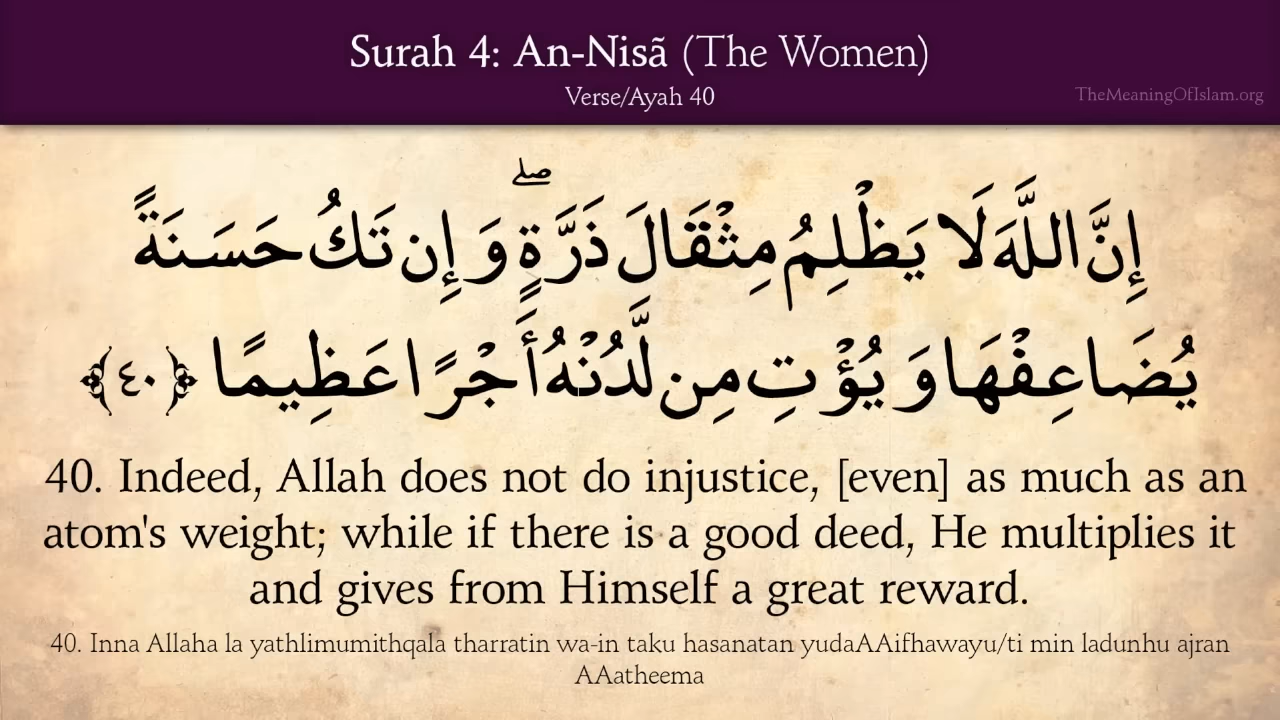 Surah 4: An-Nisã (The Women)
Verse/Ayah 40
TheMeaningOfIslam.org
إِنَّ اللَّهَ لَا يَظْلِمُ مِثْقَالَ ذَرَّةٍ ۖ وَإِن تَكُ حَسَنَةً
يُضَاعِفْهَا وَيُؤْتِ مِن لَّدُنْهُ أَجْرًا عَظِيمًا ﴿٤٠﴾
40. Indeed, Allah does not do injustice, [even] as much as an
atom's weight; while if there is a good deed, He multiplies it
and gives from Himself a great reward.
40. Inna Allaha la yathlimumithqala tharratin wa-in taku hasanatan yudaAAifhawayu/ti min ladunhu ajran
AAatheema